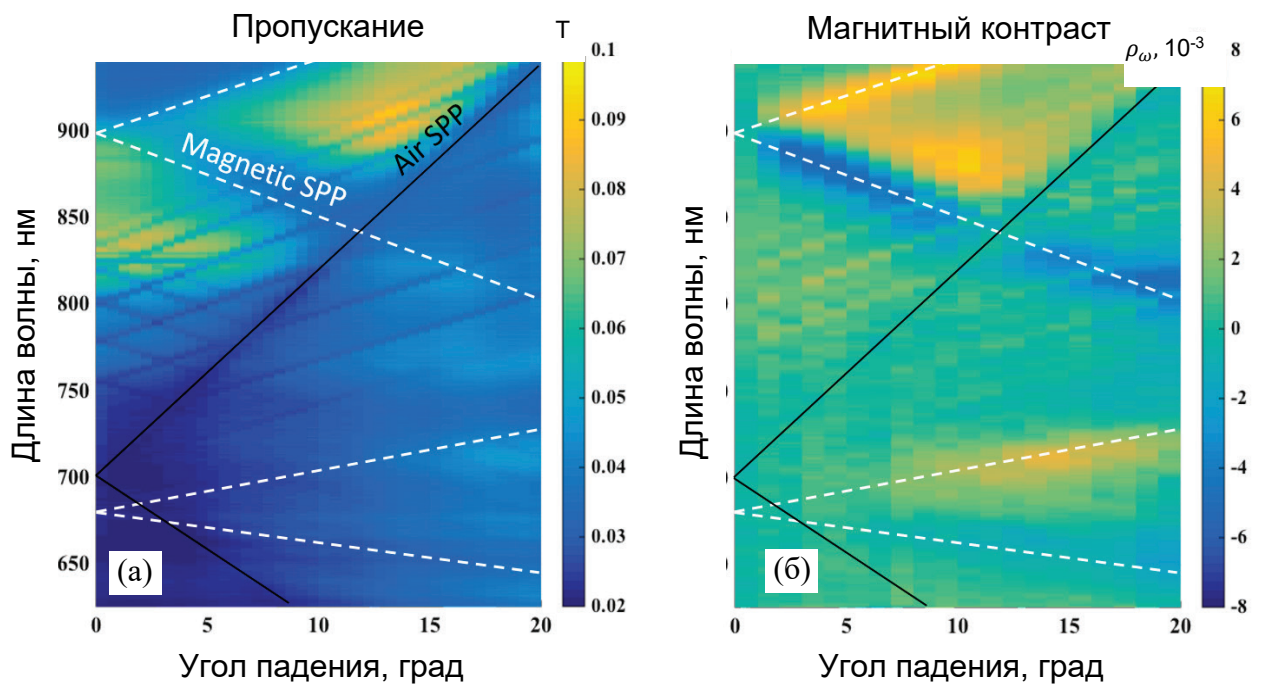 Пропускание
T
0.1
0.09
0.08
0.07
0.06
0.05
0.04
0.03
0.02
Длина волны, нм
900
850
800
750
700
650
Magnetic SPP
Air SPP
(а)
0 5 10 15 20
Угол падения, град
Магнитный контраст
ρω, 10-3
8
6
4
2
0
-2
-4
-6
-8
Длина волны, нм
(б)
0 5 10 15 20
Угол падения, град